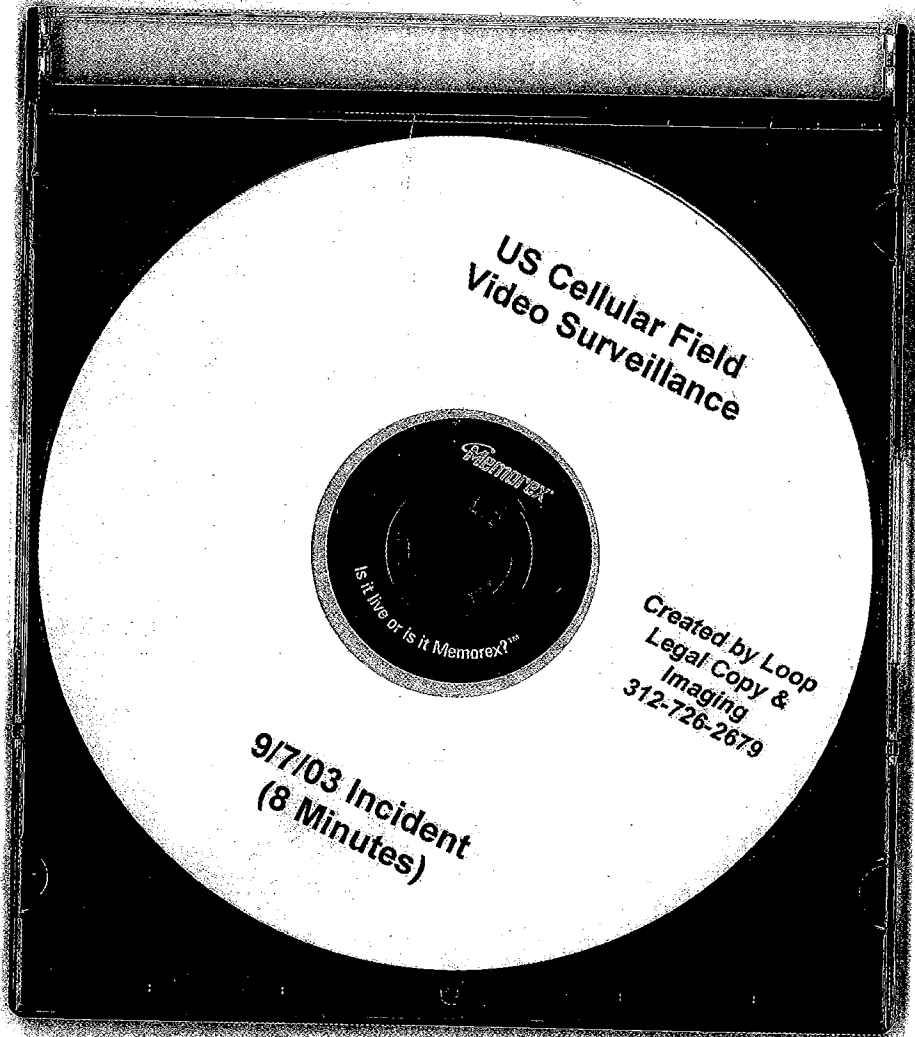 US Cellular Field
Video Surveillance
Memorex
Is it live or is it Memorex?™
Created by Loop
Legal Copy &
Imaging
312-726-2679
9/7/03 Incident
(8 Minutes)